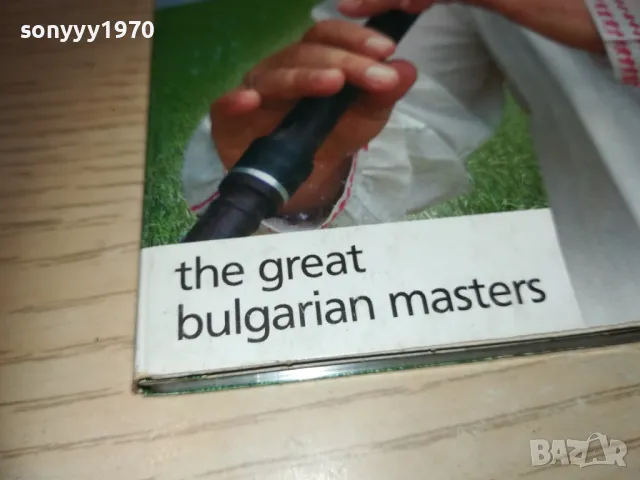 sonyyy1970
the great
bulgarian masters
BAZAR